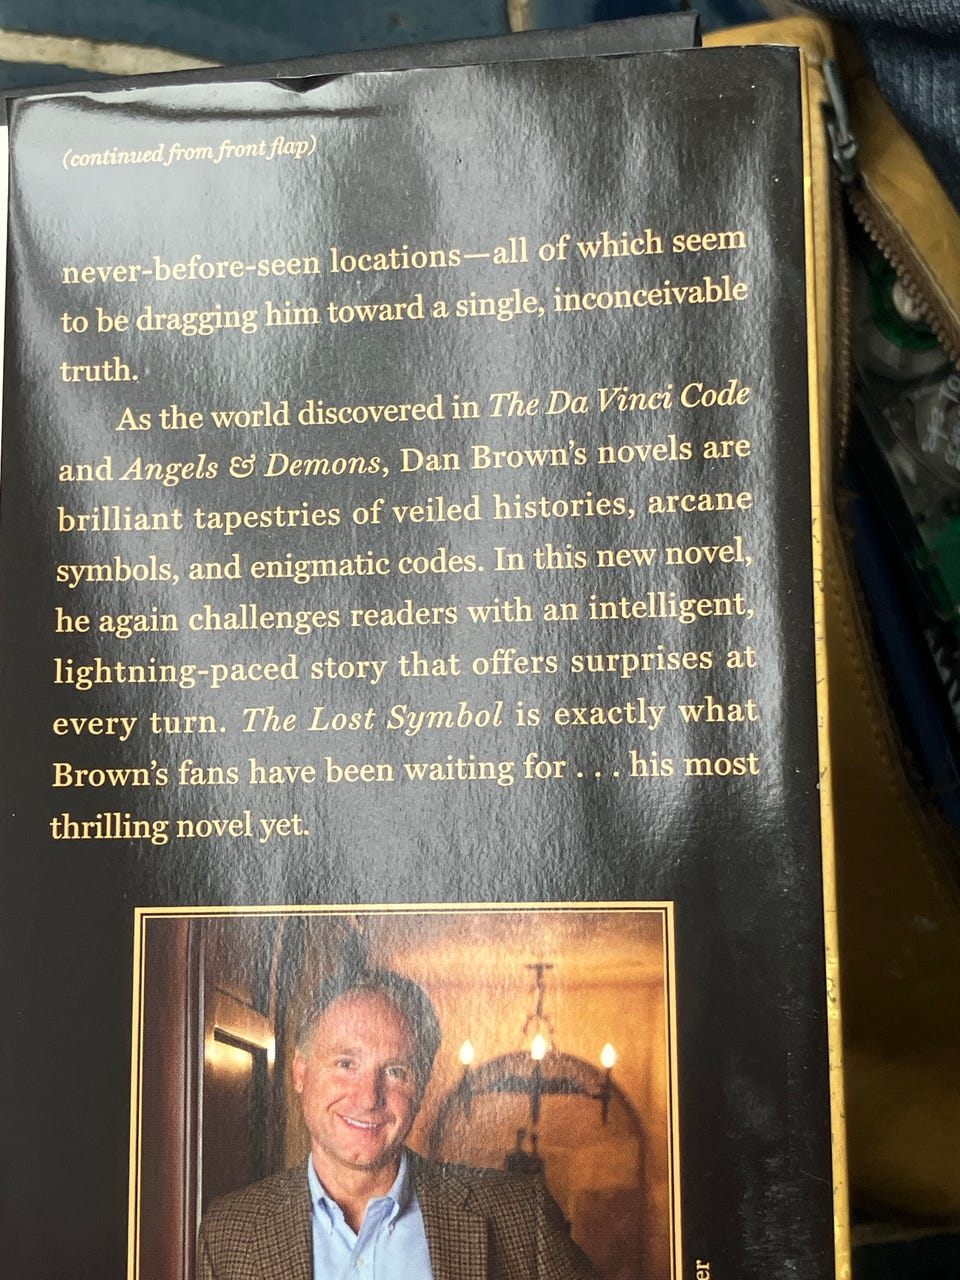 (continued from front flap)
never-before-seen locations—all of which seem
to be dragging him toward a single, inconceivable
truth.
As the world discovered in The Da Vinci Code
and Angels & Demons, Dan Brown’s novels are
brilliant tapestries of veiled histories, arcane
symbols, and enigmatic codes. In this new novel,
he again challenges readers with an intelligent,
lightning-paced story that offers surprises at
every turn. The Lost Symbol is exactly what
Brown’s fans have been waiting for . . . his most
thrilling novel yet.